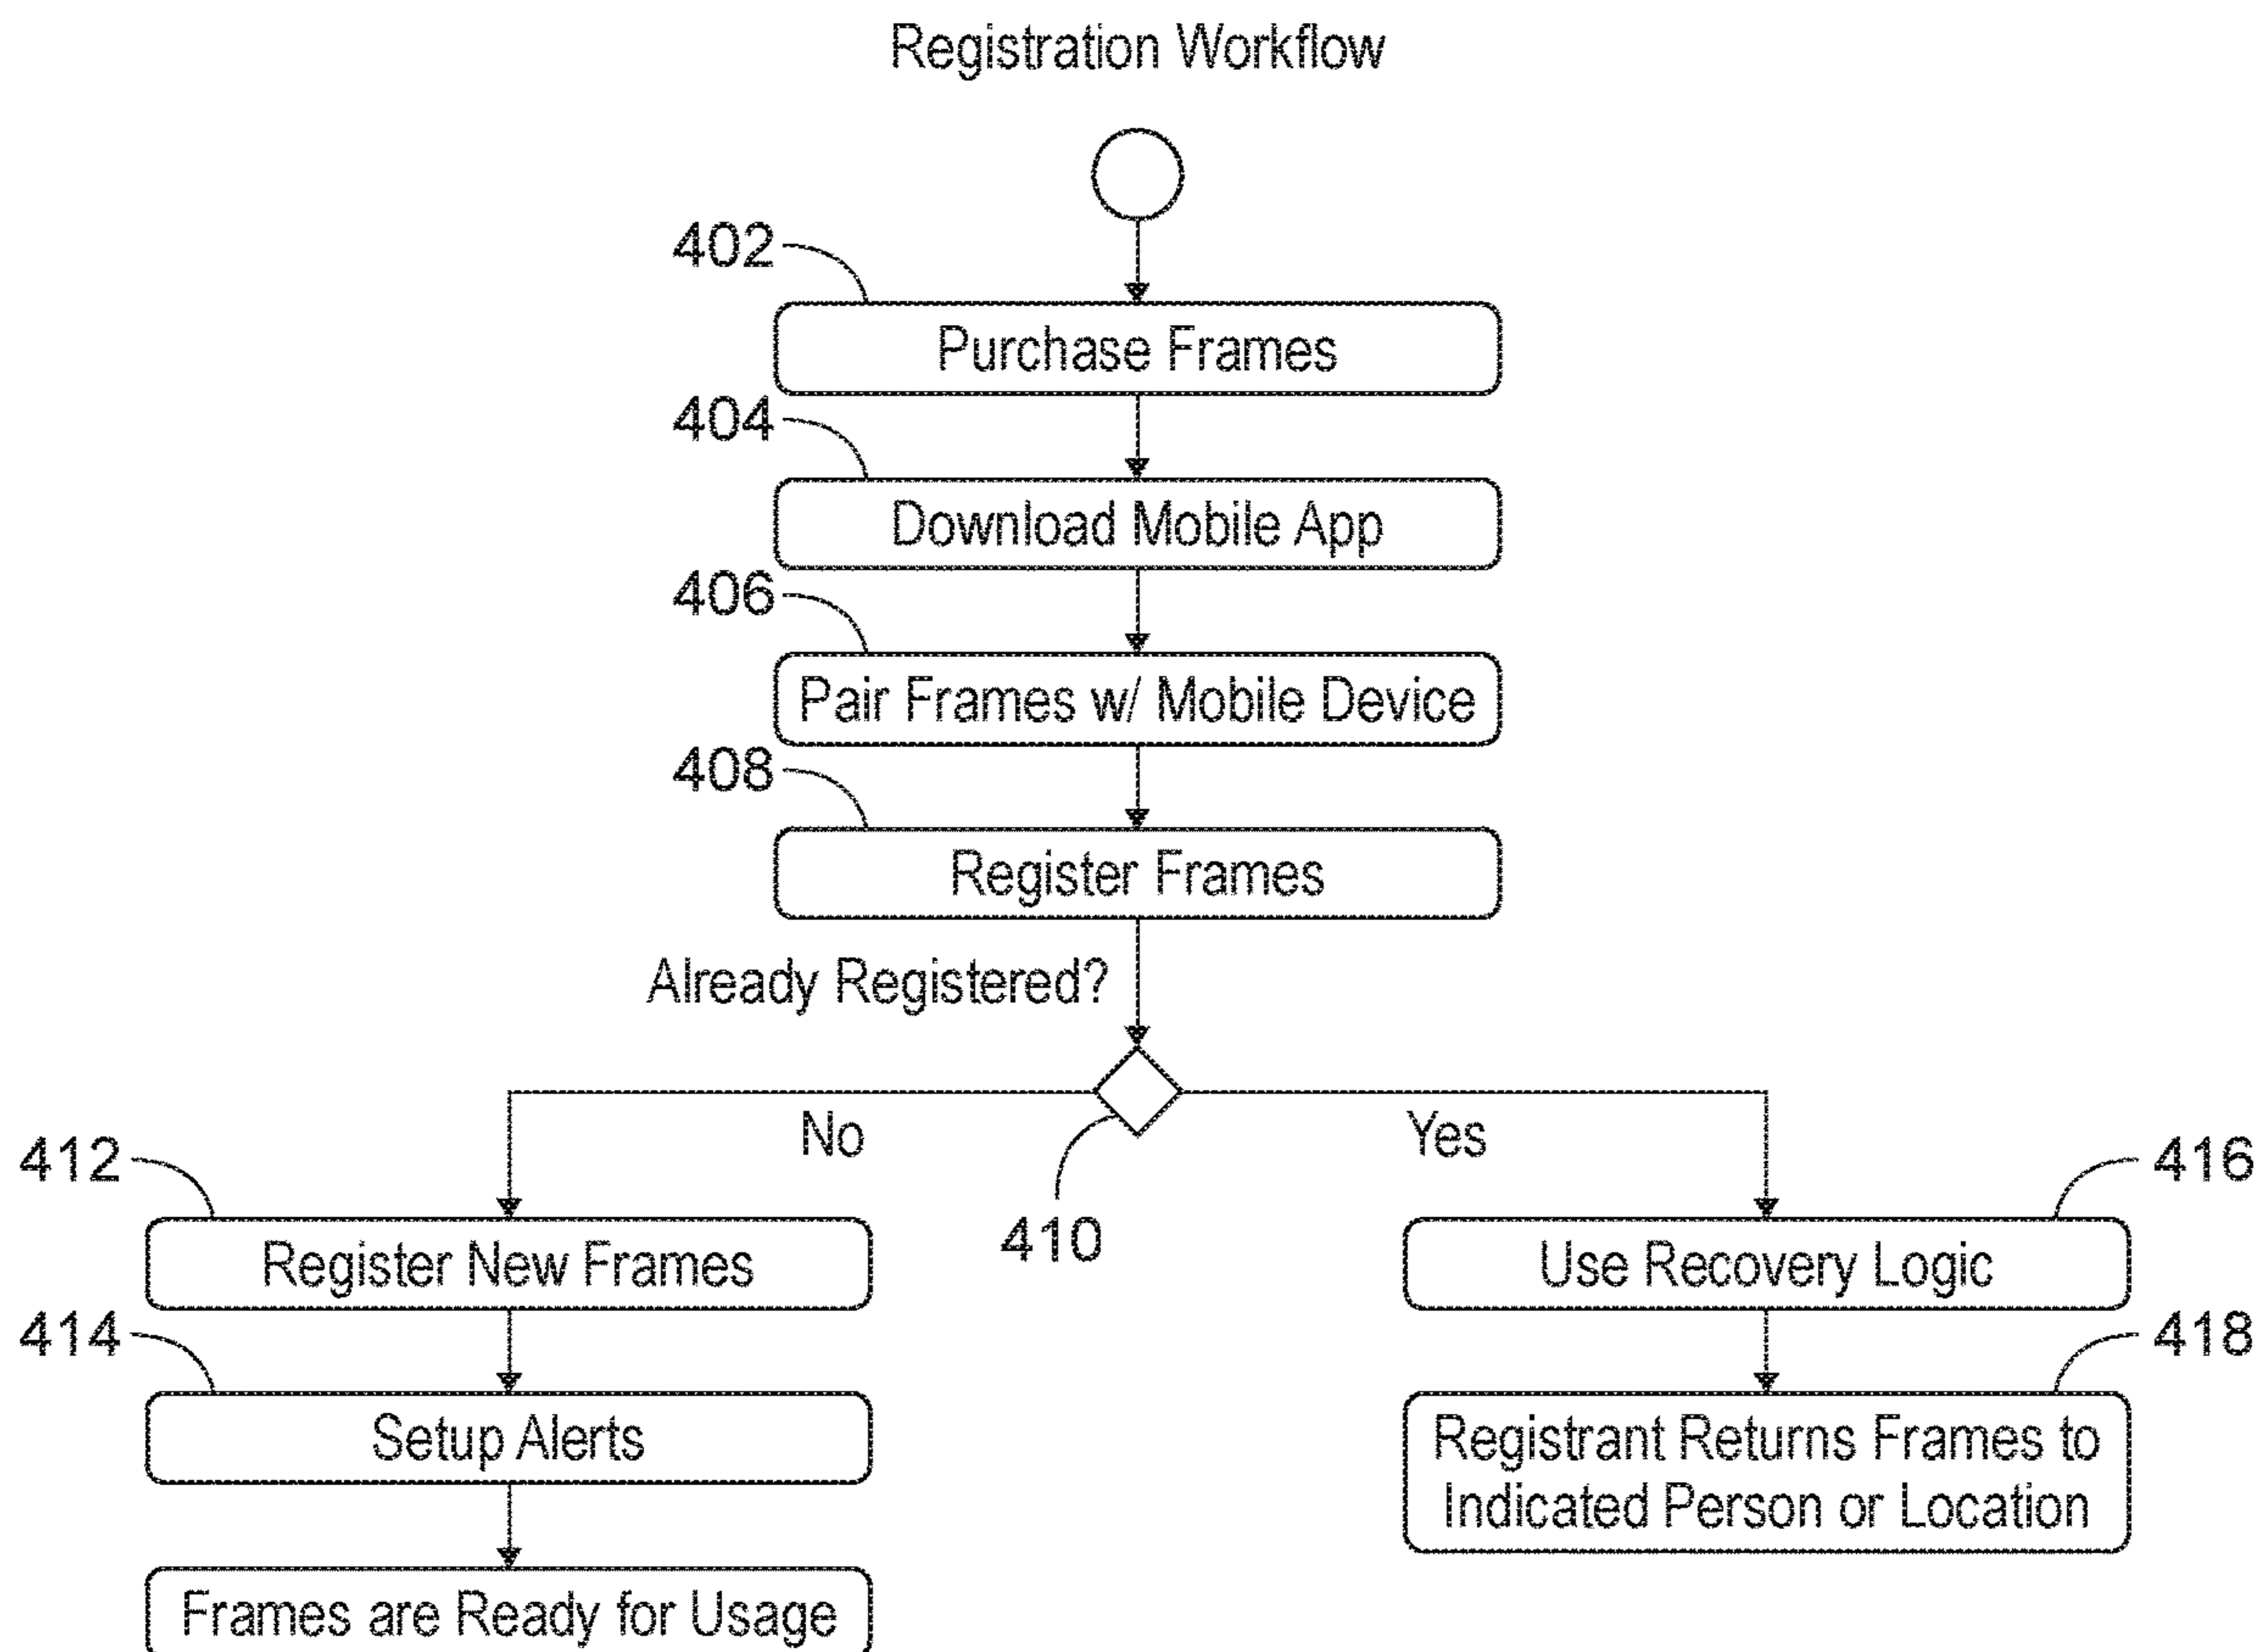 Registration Workflow
402
Purchase Frames
404
Download Mobile App
406
Pair Frames w/ Mobile Device
408
Register Frames
Already Registered?
No
Yes
412
416
410
Register New Frames
Use Recovery Logic
414
418
Setup Alerts
Registrant Returns Frames to
Indicated Person or Location
Frames are Ready for Usage